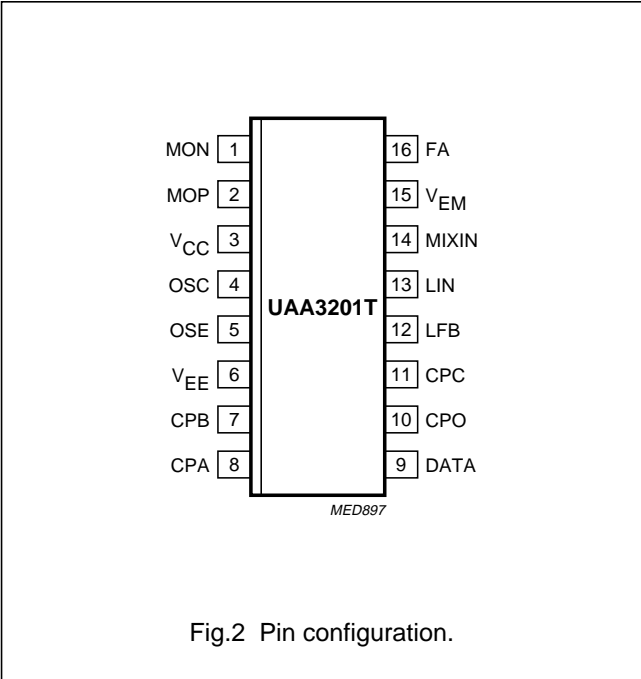 MON 1 16 FA
MOP 2 15 VEM
VCC 3 14 MIXIN
OSC 4 13 LIN
UAA3201T
OSE 5 12 LFB
VEE 6 11 CPC
CPB 7 10 CPO
CPA 8 9 DATA
MED897
Fig.2 Pin configuration.